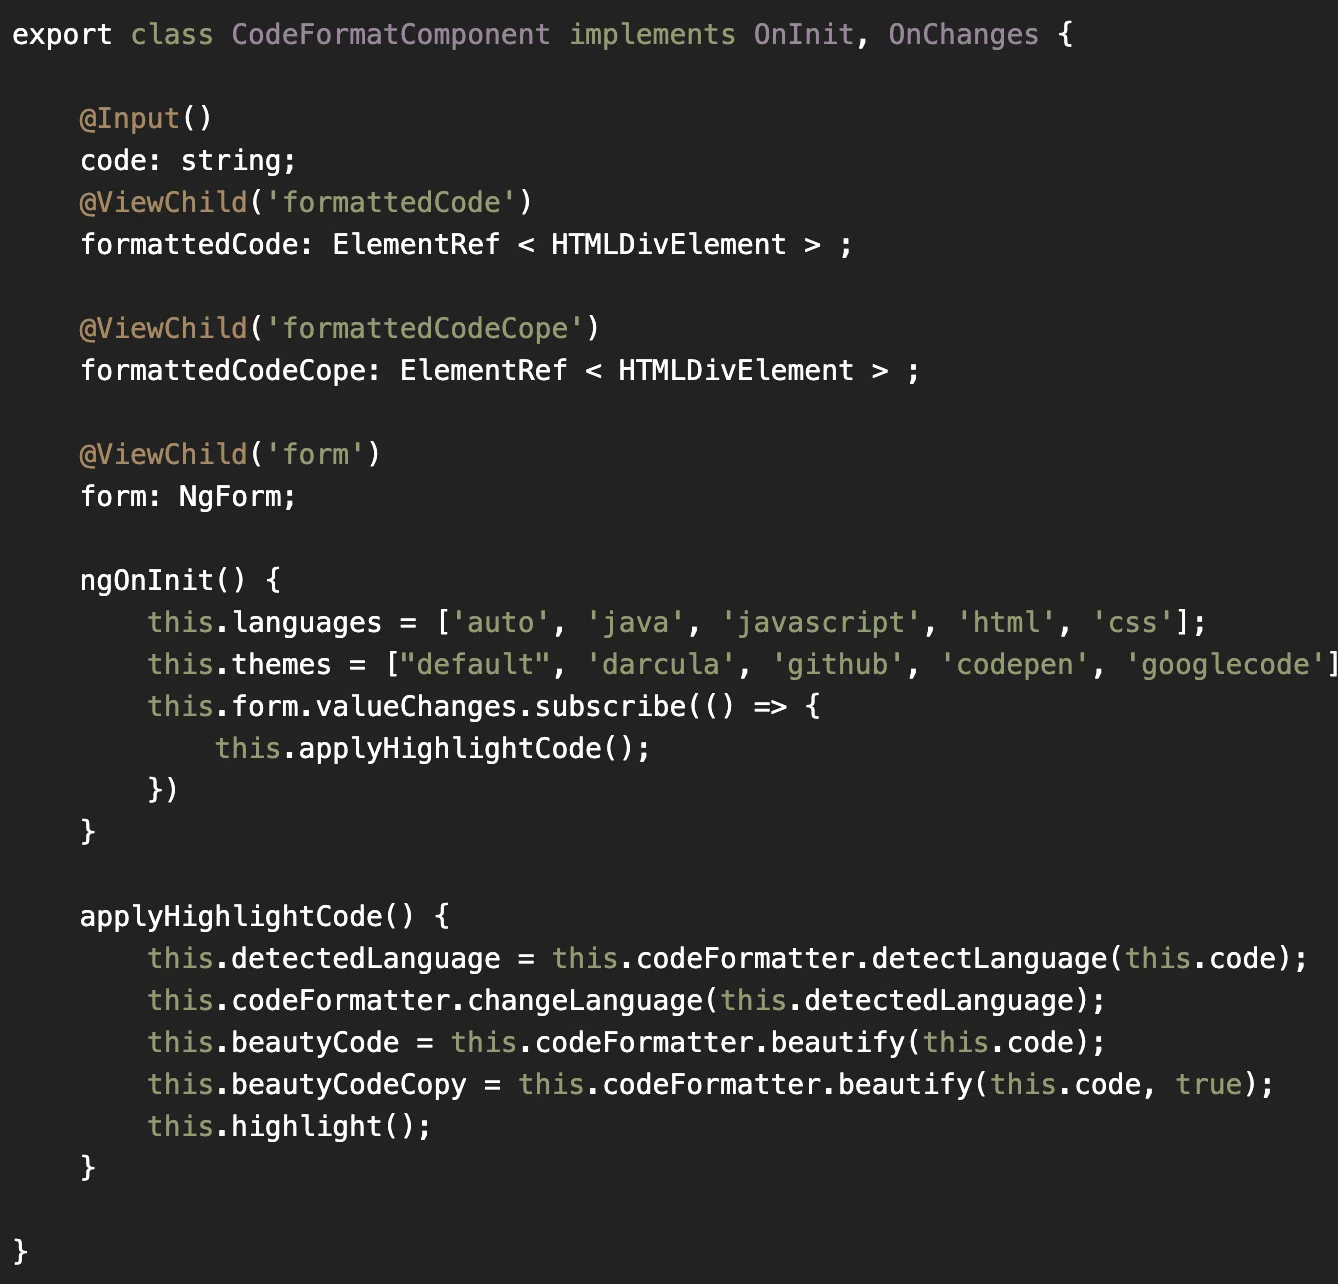 export class CodeFormatComponent implements OnInit, OnChanges {
@Input()
code: string;
@ViewChild('formattedCode')
formattedCode: ElementRef < HTMLDivElement > ;
@ViewChild('formattedCodeCope')
formattedCodeCope: ElementRef < HTMLDivElement > ;
@ViewChild('form')
form: NgForm;
ngOnInit() {
this.languages = ['auto', 'java', 'javascript', 'html', 'css'];
this.themes = ["default", 'darcula', 'github', 'codepen', 'googlecode']
this.form.valueChanges.subscribe(() => {
this.applyHighlightCode();
})
}
applyHighlightCode() {
this.detectedLanguage = this.codeFormatter.detectLanguage(this.code);
this.codeFormatter.changeLanguage(this.detectedLanguage);
this.beautyCode = this.codeFormatter.beautify(this.code);
this.beautyCodeCopy = this.codeFormatter.beautify(this.code, true);
this.highlight();
}
}